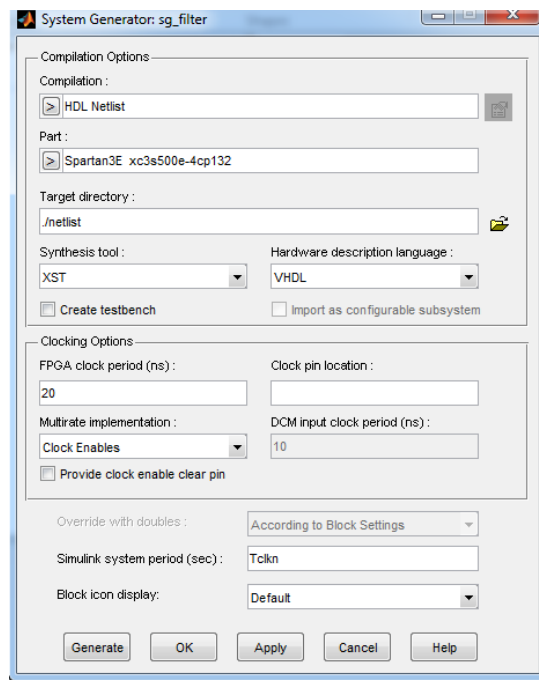 System Generator: sg_filter
Compilation Options
Compilation :
> HDL Netlist
Part :
> Spartan3E xc3s500e-4cp132
Target directory :
./netlist
Synthesis tool : Hardware description language :
XST VHDL
Create testbench Import as configurable subsystem
Clocking Options
FPGA clock period (ns) : Clock pin location :
20
Multirate implementation : DCM input clock period (ns) :
Clock Enables 10
Provide clock enable clear pin
Override with doubles : According to Block Settings
Simulink system period (sec) : Tclkn
Block icon display: Default
Generate OK Apply Cancel Help